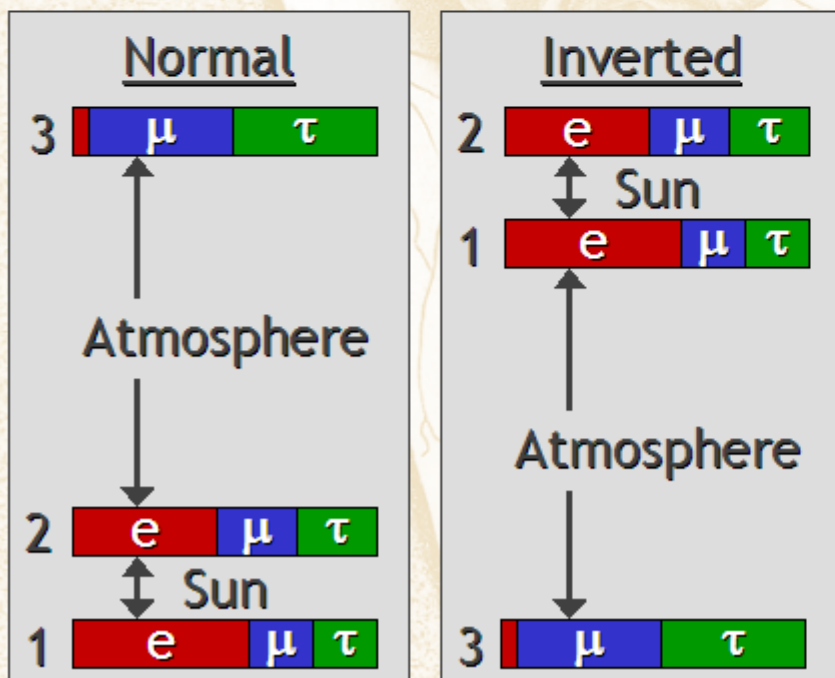 Normal
3 μ τ
Atmosphere
2 e μ τ
Sun
1 e μ τ
Inverted
2 e μ τ
Sun
1 e μ τ
Atmosphere
3 μ τ